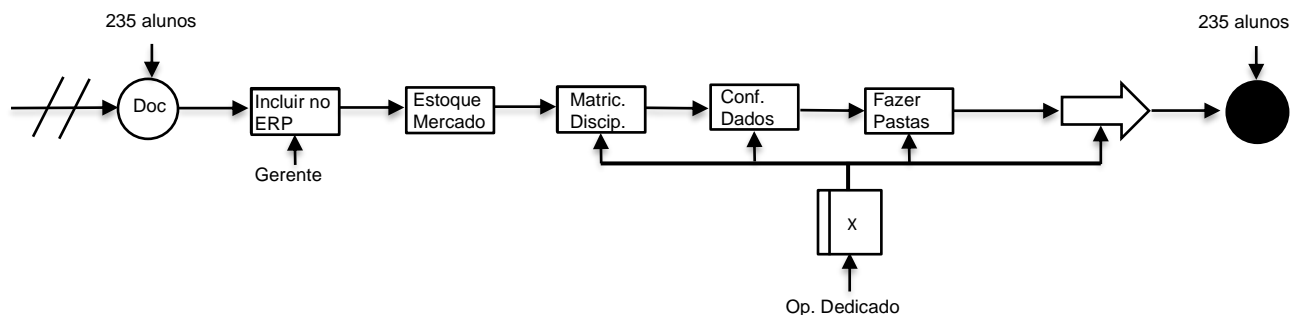 235 alunos
235 alunos
Doc
Incluir no
ERP
Estoque
Mercado
Matric.
Discip.
Conf.
Dados
Fazer
Pastas
Gerente
X
Op. Dedicado